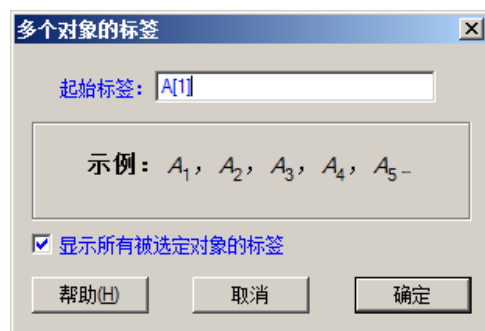 多个对象的标签
起始标签： A[1]
示例： A₁， A₂， A₃， A₄， A₅ –
显示所有被选定对象的标签
帮助(H) 取消 确定